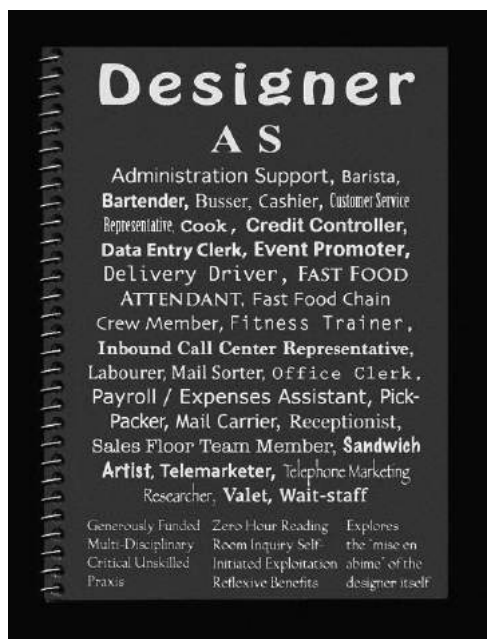 Designer
AS
Administration Support, Barista,
Bartender, Busser, Cashier, Customer Service
Representative, Cook, Credit Controller,
Data Entry Clerk, Event Promoter,
Delivery Driver, FAST FOOD
ATTENDANT, Fast Food Chain
Crew Member, Fitness Trainer,
Inbound Call Center Representative,
Labourer, Mail Sorter, Office Clerk,
Payroll / Expenses Assistant, Pick-
Packer, Mail Carrier, Receptionist,
Sales Floor Team Member, Sandwich
Artist, Telemarketer, Telephone Marketing
Researcher, Valet, Wait-staff
Generously Funded
Multi-Disciplinary
Critical Unskilled
Praxis
Zero Hour Reading
Room Inquiry Self-
Initiated Exploitation
Reflexive Benefits
Explores
the "mise en
abime" of the
designer itself